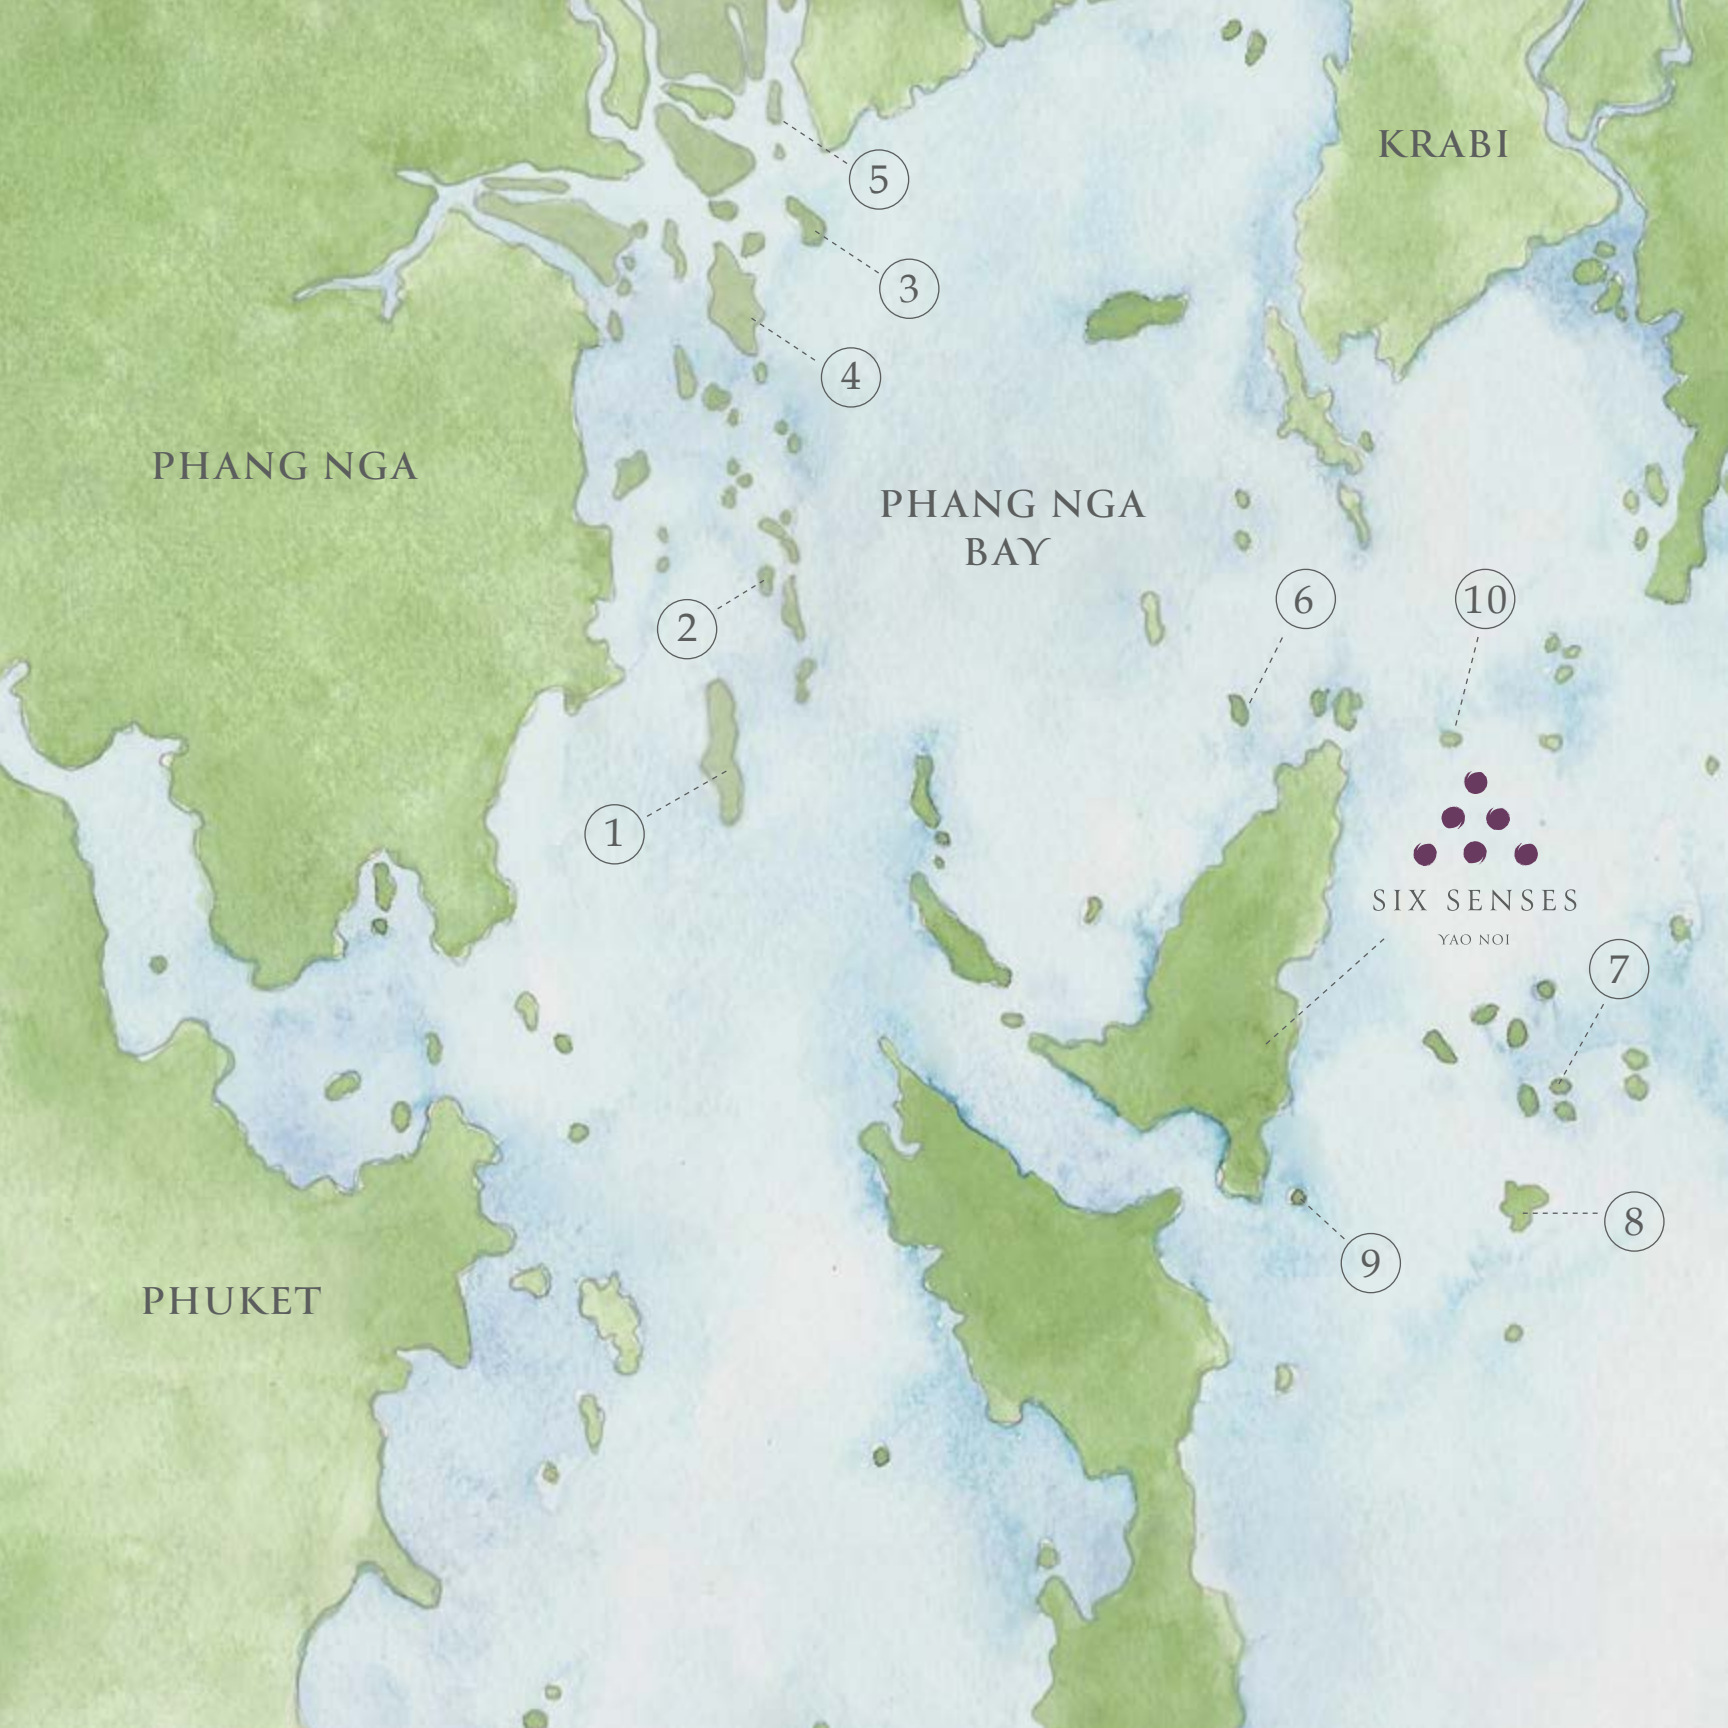 KRABI
5
3
4
PHANG NGA
PHANG NGA
BAY
6
10
2
1
SIX SENSES
YAO NOI
7
8
9
PHUKET